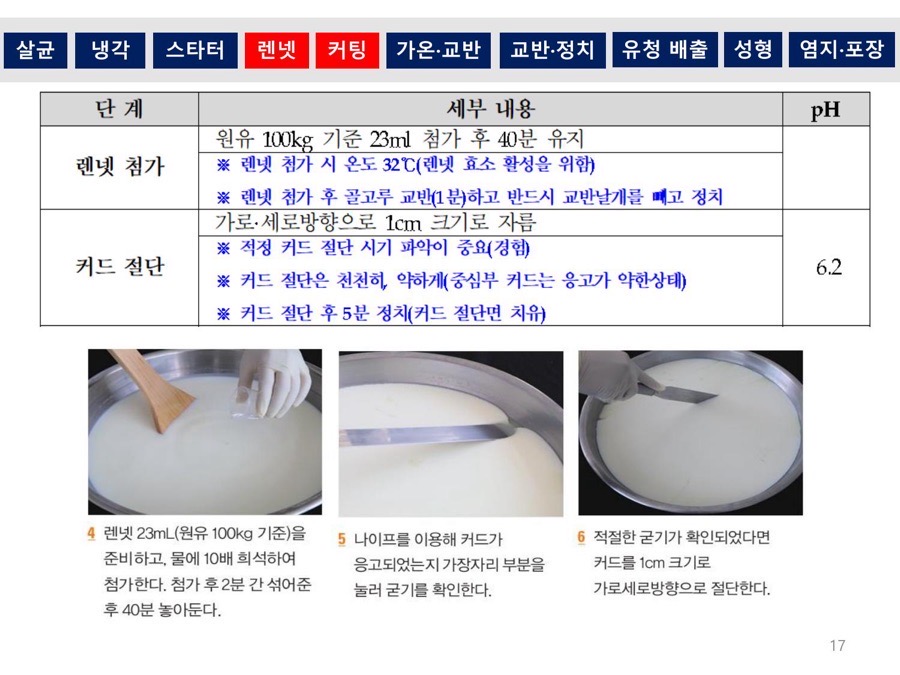 살균 냉각 스타터 렌넷 커팅 가온·교반 교반·정치 유청 배출 성형 염지·포장
단 계 세부 내용 pH
렌넷 첨가
원유 100kg 기준 23ml 첨가 후 40분 유지
※ 렌넷 첨가 시 온도 32℃(렌넷 효소 활성을 위함)
※ 렌넷 첨가 후 골고루 교반(1분)하고 반드시 교반날개를 빼고 정치
커드 절단
가로·세로방향으로 1cm 크기로 자름
※ 적정 커드 절단 시기 파악이 중요(경험)
※ 커드 절단은 천천히, 약하게(중심부 커드는 응고가 약한상태)
※ 커드 절단 후 5분 정치(커드 절단면 치유)
6.2
4 렌넷 23mL(원유 100kg 기준)을
준비하고, 물에 10배 희석하여
첨가한다. 첨가 후 2분 간 섞어준
후 40분 놓아둔다.
5 나이프를 이용해 커드가
응고되었는지 가장자리 부분을
눌러 굳기를 확인한다.
6 적절한 굳기가 확인되었다면
커드를 1cm 크기로
가로세로방향으로 절단한다.
17